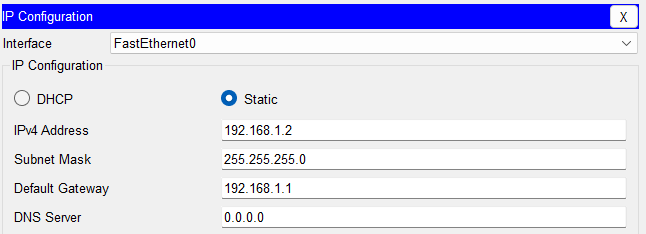 IP Configuration X
Interface FastEthernet0
IP Configuration
DHCP Static
IPv4 Address 192.168.1.2
Subnet Mask 255.255.255.0
Default Gateway 192.168.1.1
DNS Server 0.0.0.0